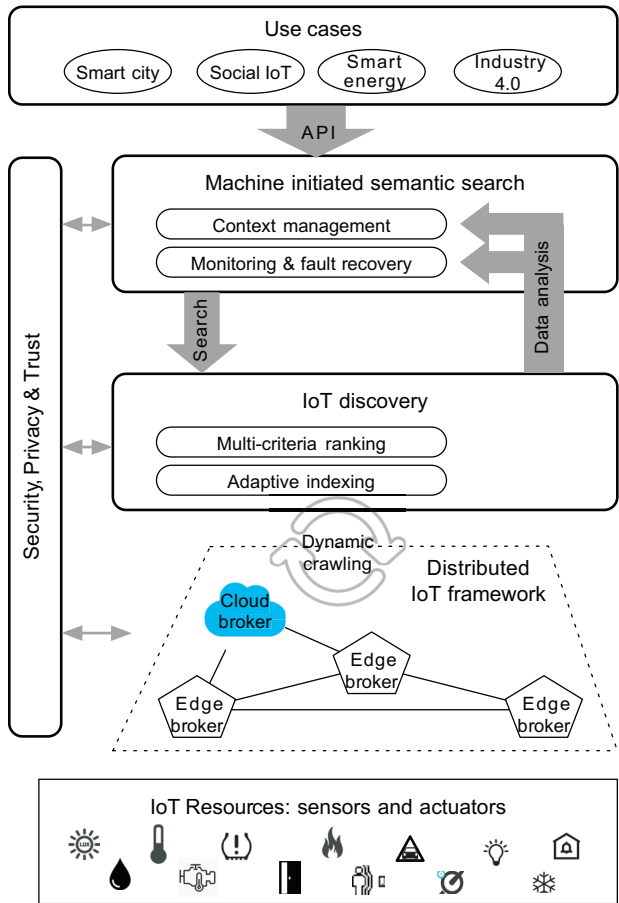 Use cases
Smart city
Social IoT
Smart
energy
Industry
4.0
API
Machine initiated semantic search
Context management
Monitoring & fault recovery
Search
Data analysis
Security, Privacy & Trust
IoT discovery
Multi-criteria ranking
Adaptive indexing
Dynamic
crawling
Distributed
IoT framework
Cloud
broker
Edge
broker
Edge
broker
Edge
broker
IoT Resources: sensors and actuators
LUX